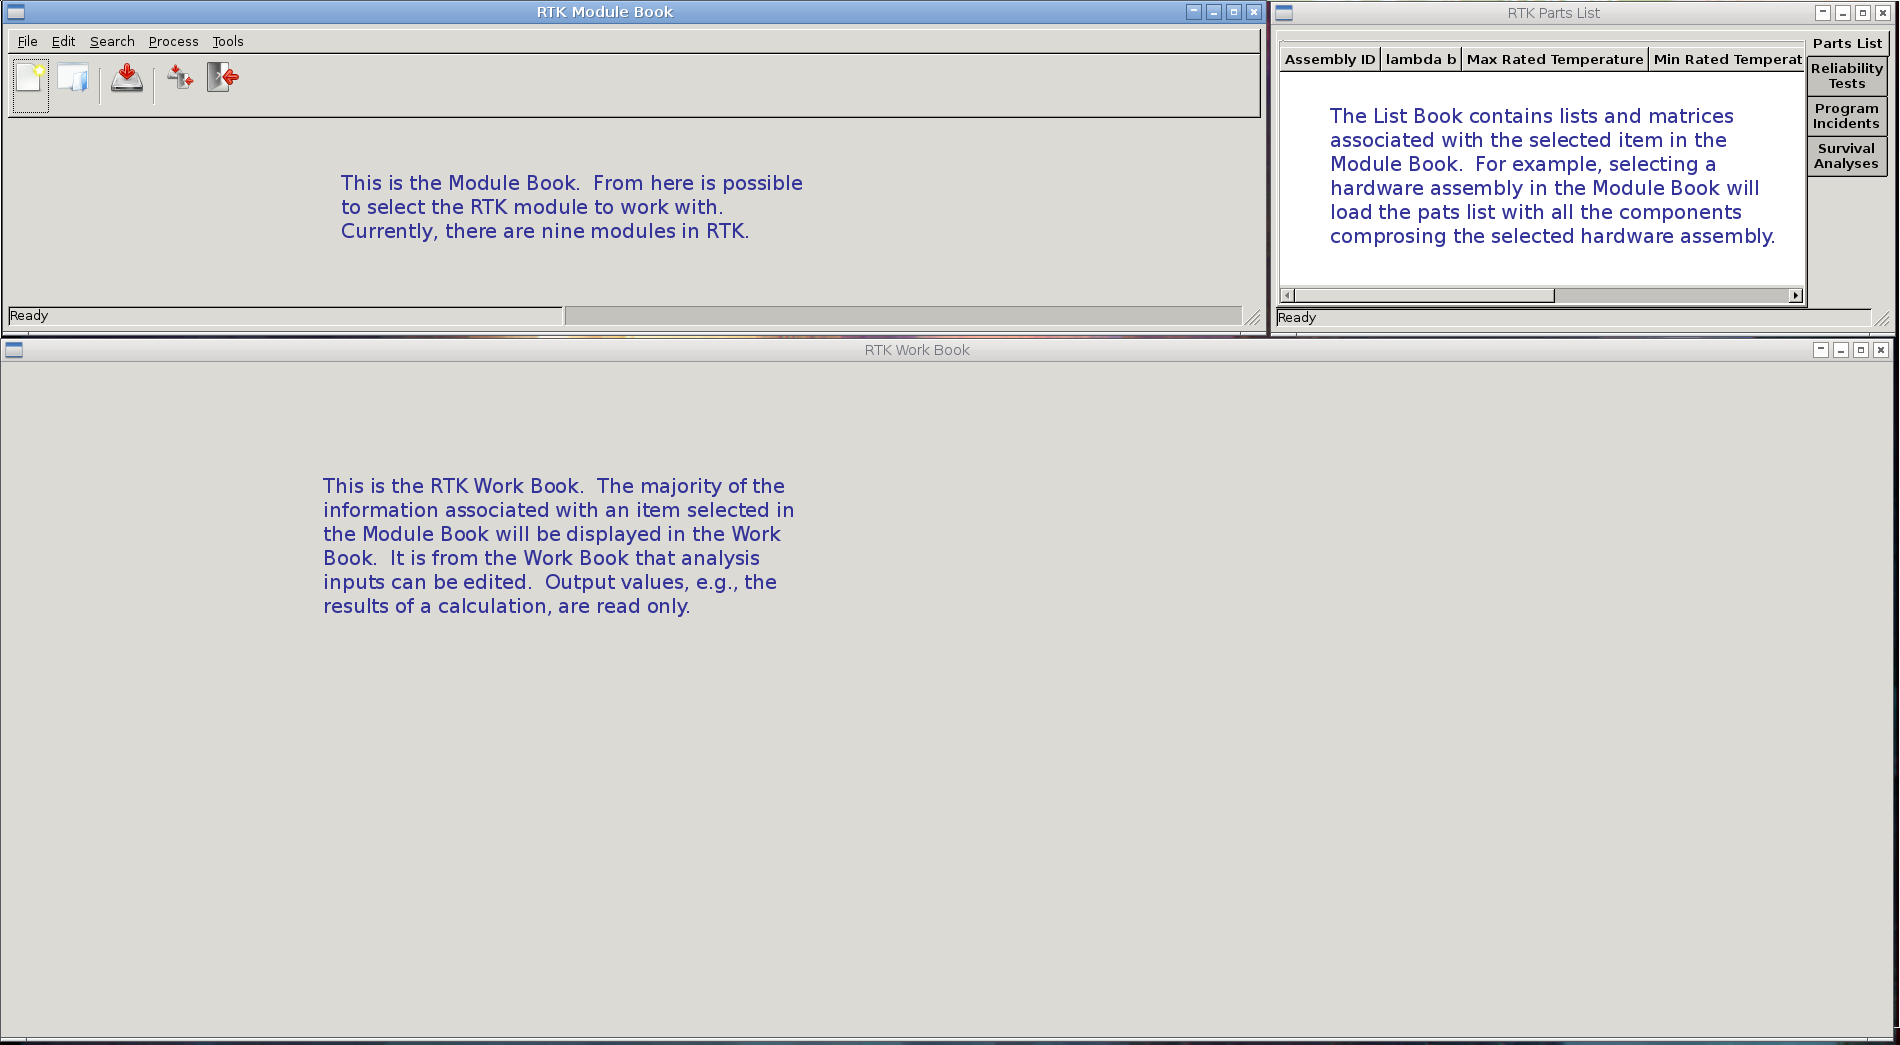 RTK Module Book
File Edit Search Process Tools
This is the Module Book.  From here is possible
to select the RTK module to work with.
Currently, there are nine modules in RTK.
Ready
RTK Parts List
Assembly ID lambda b Max Rated Temperature Min Rated Temperat
The List Book contains lists and matrices
associated with the selected item in the
Module Book.  For example, selecting a
hardware assembly in the Module Book will
load the pats list with all the components
comprosing the selected hardware assembly.
Parts List
Reliability
Tests
Program
Incidents
Survival
Analyses
Ready
RTK Work Book
This is the RTK Work Book.  The majority of the
information associated with an item selected in
the Module Book will be displayed in the Work
Book.  It is from the Work Book that analysis
inputs can be edited.  Output values, e.g., the
results of a calculation, are read only.